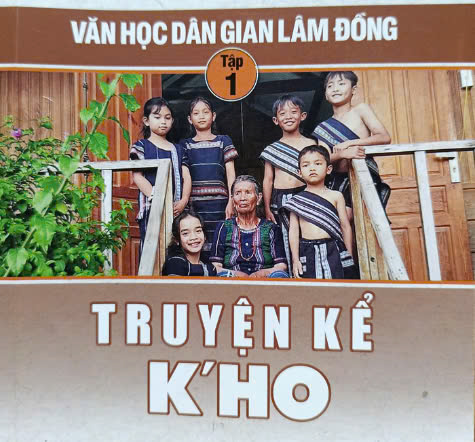 VĂN HỌC DÂN GIAN LÂM ĐỒNG
Tập
1
TRUYỆN KỂ
K'HO